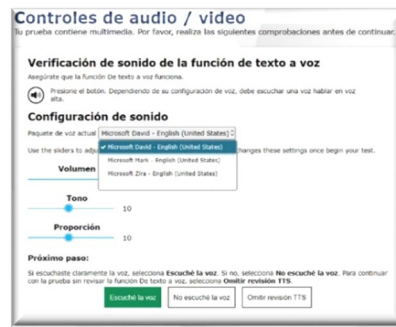 Controles de audio / video
Tu prueba contiene multimedia. Por favor, realiza las siguientes comprobaciones antes de continuar.
Verificación de sonido de la función de texto a voz
Asegúrate que la función De texto a voz funciona.
Presione el botón. Dependiendo de su configuración de voz, debe escuchar una voz hablar en voz
alta.
Configuración de sonido
Paquete de voz actual Microsoft David - English (United States)
Use the sliders to adju hanges these settings once begin your test.
✓ Microsoft David - English (United States)
Microsoft Mark - English (United States)
Microsoft Zira - English (United States)
Volumen
Tono
10
Proporción
10
Próximo paso:
Si escuchaste claramente la voz, selecciona Escuché la voz. Si no, selecciona No escuché la voz. Para continuar
con la prueba sin revisar la función De texto a voz, selecciona Omitir revisión TTS.
Escuché la voz No escuché la voz Omitir revisión TTS